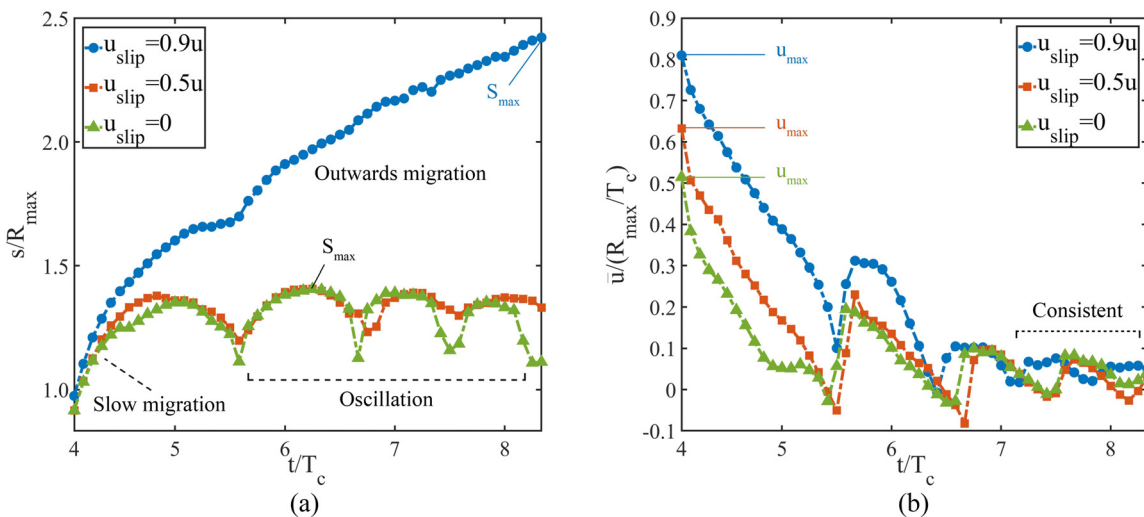 2.5
2.0
1.5
1.0
s/R_max
4
5
6
7
8
t/T_c
u_slip=0.9u
u_slip=0.5u
u_slip=0
S_max
Outwards migration
S_max
Slow migration
Oscillation
(a)
0.9
0.8
0.7
0.6
0.5
0.4
0.3
0.2
0.1
0
-0.1
ū/(R_max/T_c)
4
5
6
7
8
t/T_c
u_max
u_max
u_max
u_slip=0.9u
u_slip=0.5u
u_slip=0
Consistent
(b)